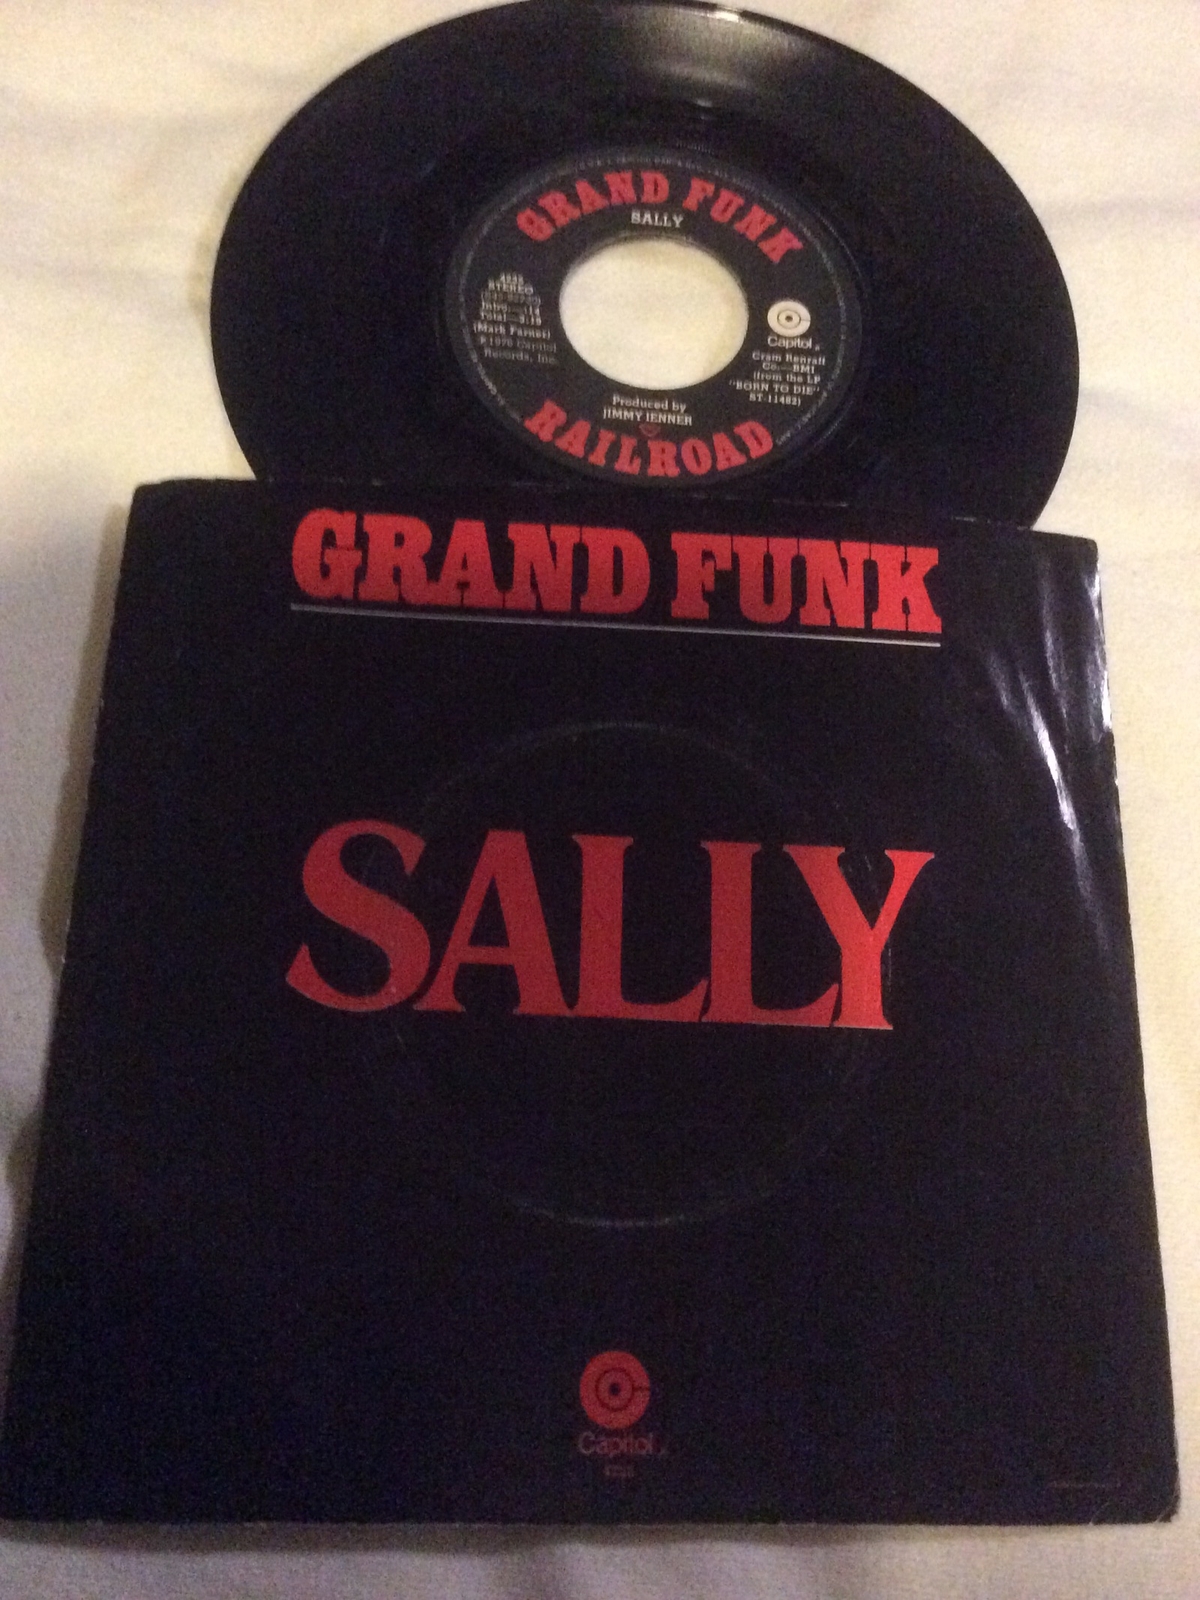 GRAND FUNK
SALLY
STEREO
(Mark Farner)
℗1976 Capitol
Records, Inc.
Capitol
Cram Renraff
Co.—BMI
(from the LP
"BORN TO DIE"
ST-11482)
Produced by
JIMMY IENNER
RAILROAD
GRAND FUNK
SALLY
Capitol